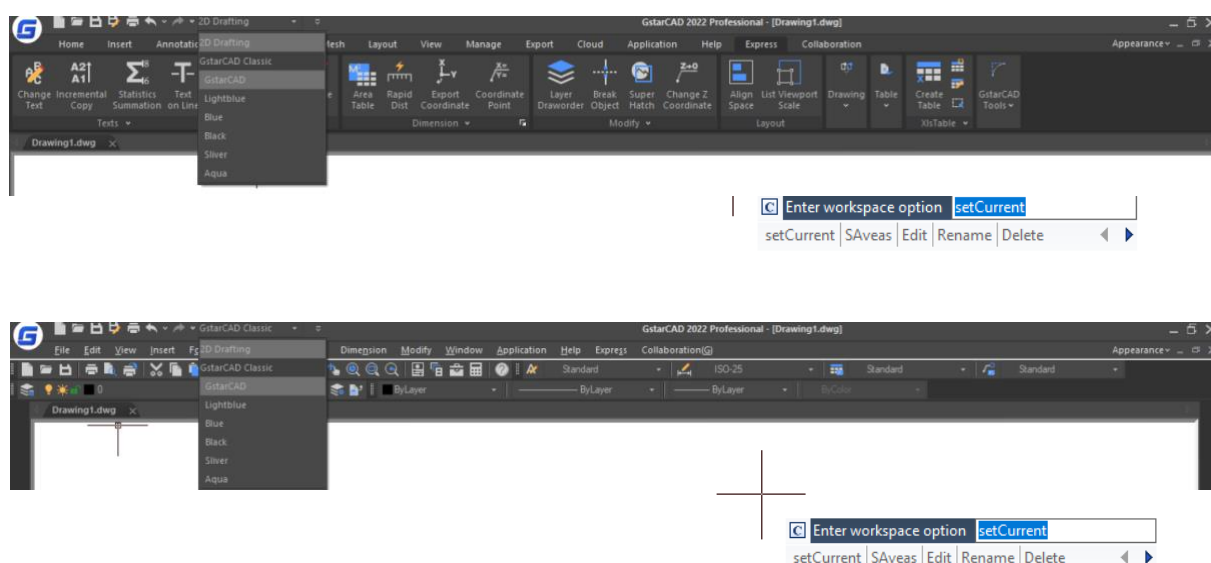 2D Drafting
GstarCAD 2022 Professional - [Drawing1.dwg]
Home Insert Annotatio Mesh Layout View Manage Export Cloud Application Help Express Collaboration Appearance
2D Drafting
GstarCAD Classic
GstarCAD
Lightblue
Blue
Black
Sliver
Aqua
Change Text
Incremental Copy
Statistics Summation
Text on Line
Texts
Area Table
Rapid Dist
Export Coordinate
Coordinate Point
Dimension
Layer Draworder
Break Object
Super Hatch
Change Z Coordinate
Modify
Align Space
List Viewport Scale
Layout
Drawing
Table
Create Table
XlsTable
GstarCAD Tools
Drawing1.dwg
Enter workspace option setCurrent
setCurrent SAveas Edit Rename Delete
GstarCAD Classic
GstarCAD 2022 Professional - [Drawing1.dwg]
File Edit View Insert Dimension Modify Window Application Help Express Collaboration(G) Appearance
2D Drafting
GstarCAD Classic
GstarCAD
Lightblue
Blue
Black
Sliver
Aqua
Standard ISO-25 Standard Standard
0 ByLayer ByLayer ByLayer ByColor
Drawing1.dwg
Enter workspace option setCurrent
setCurrent SAveas Edit Rename Delete